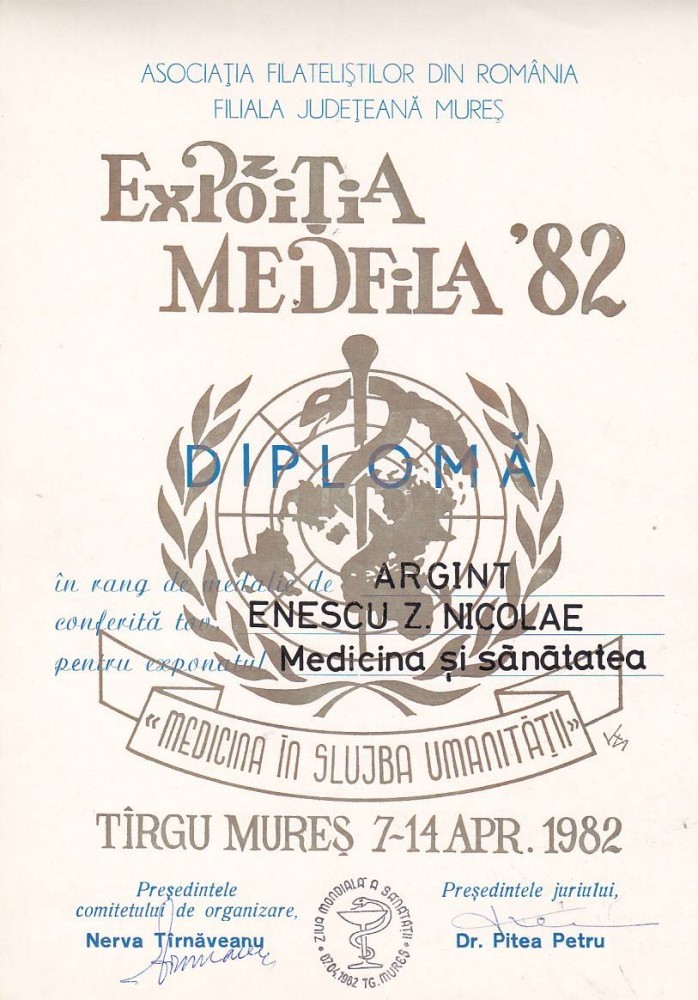 ASOCIAŢIA FILATELIŞTILOR DIN ROMÂNIA
FILIALA JUDEŢEANĂ MUREŞ
EXPOZIŢIA
MEDFILA '82
DIPLOMĂ
în rang de medalie de ARGINT
conferită tov. ENESCU Z. NICOLAE
pentru exponatul Medicina și sănătatea
«MEDICINA ÎN SLUJBA UMANITĂŢII»
TÎRGU MUREŞ 7-14 APR. 1982
Preşedintele
comitetului de organizare,
Nerva Tîrnăveanu
ZIUA MONDIALĂ A SĂNĂTĂŢII
07.04.1982 TG. MUREŞ
Preşedintele juriului,
Dr. Pitea Petru